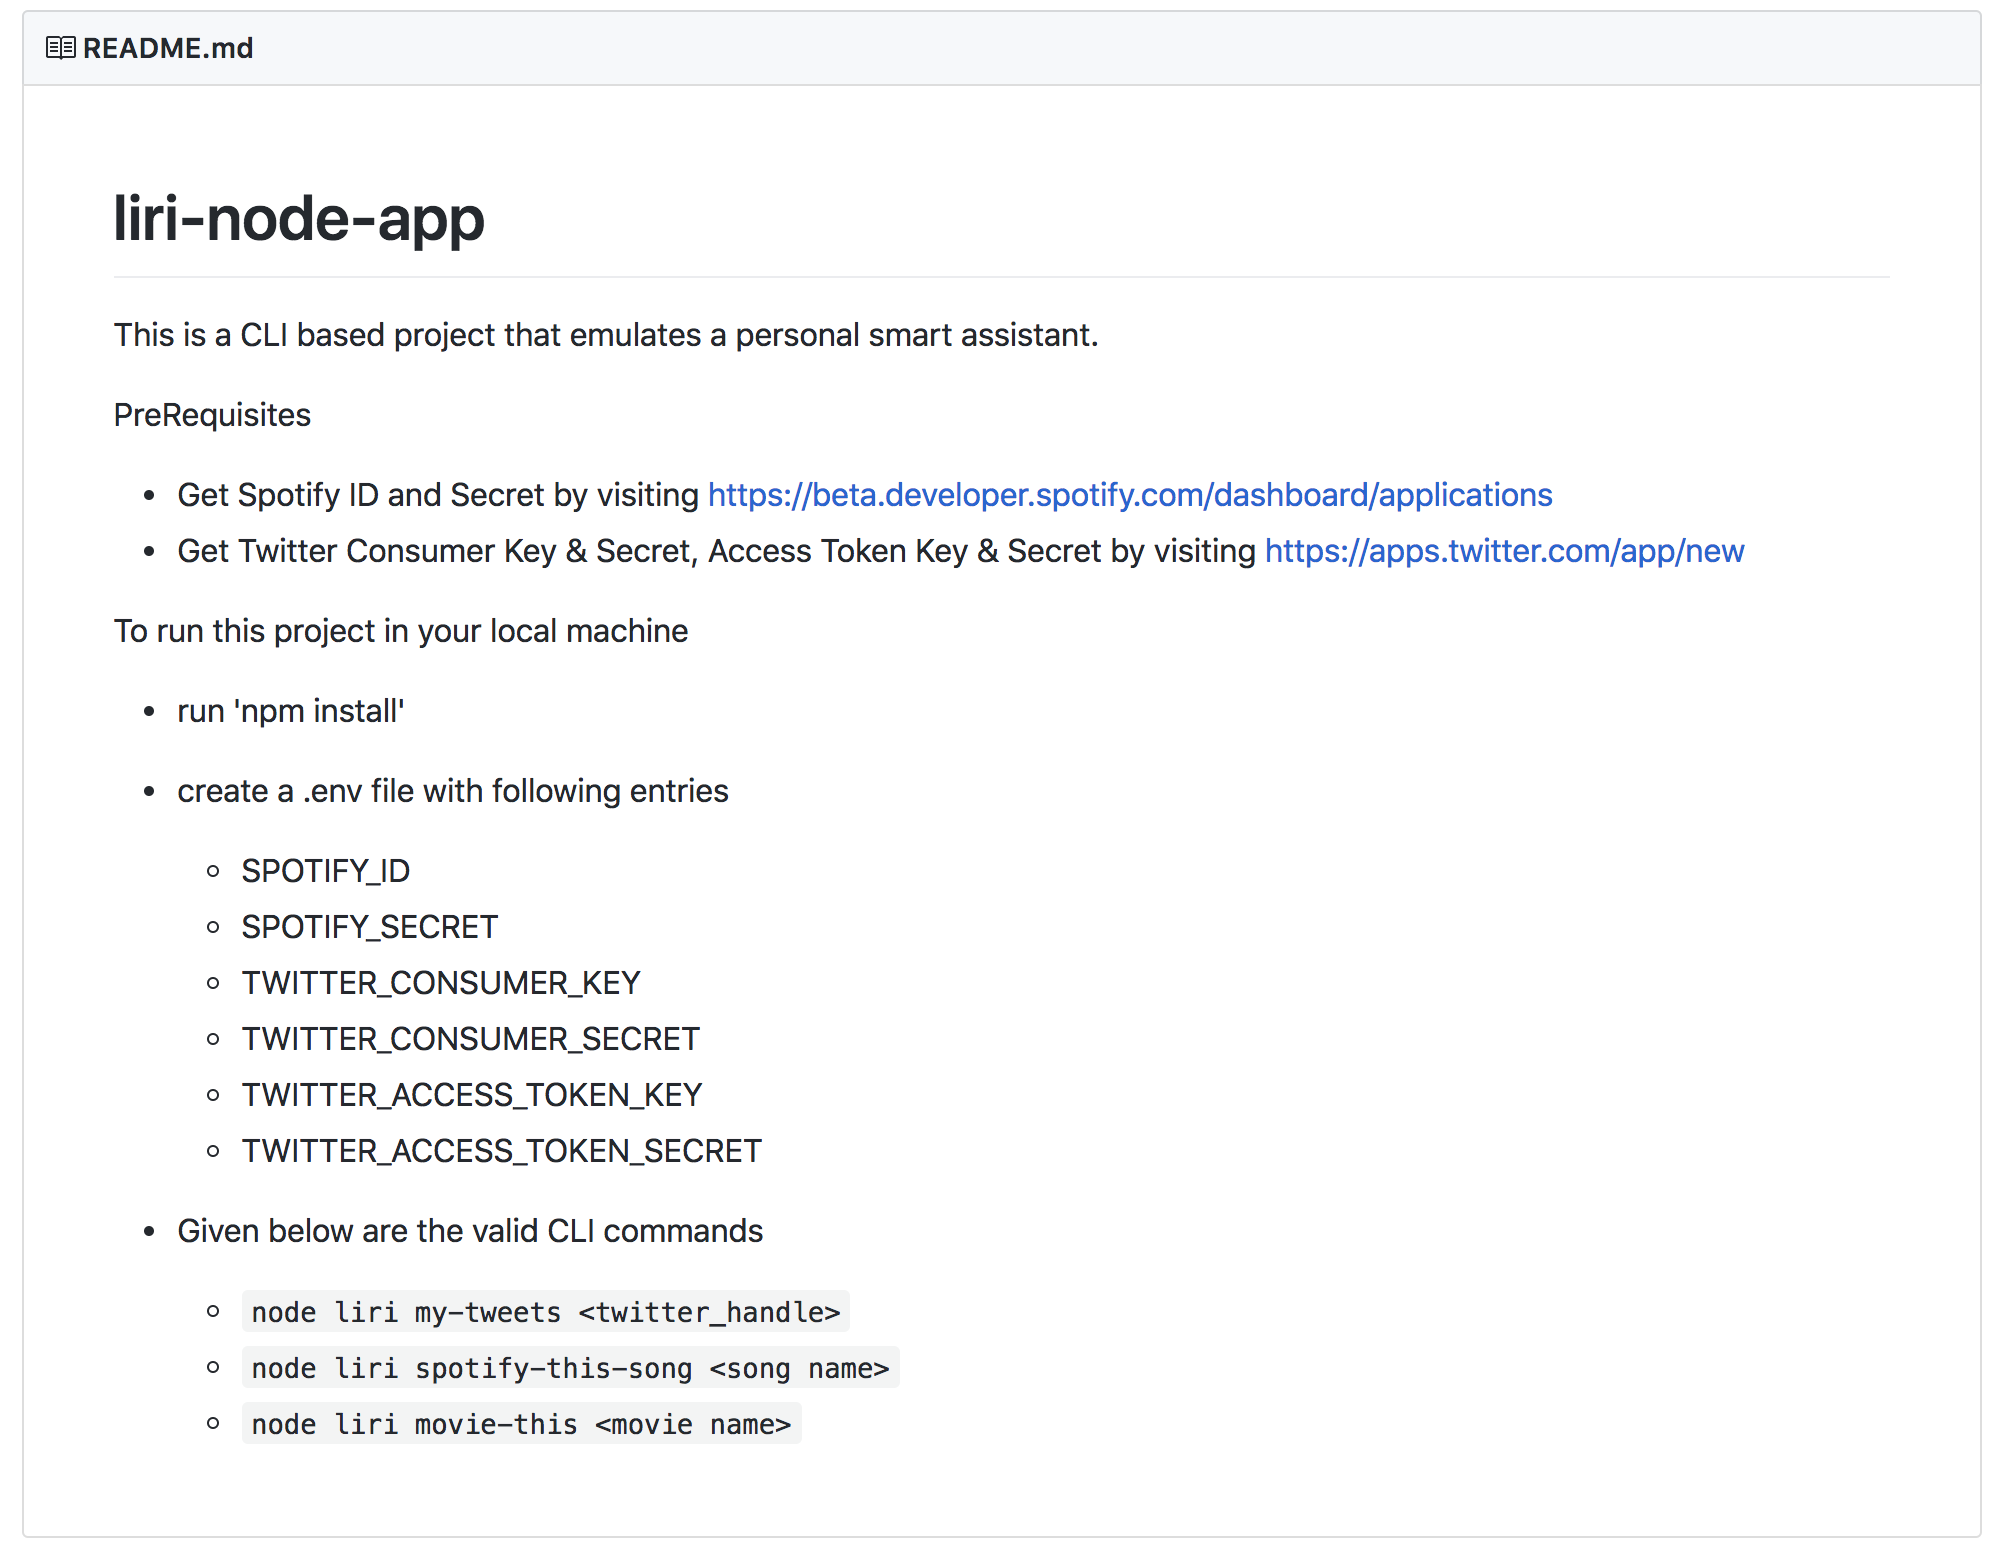 README.md
liri-node-app
This is a CLI based project that emulates a personal smart assistant.
PreRequisites
Get Spotify ID and Secret by visiting https://beta.developer.spotify.com/dashboard/applications
Get Twitter Consumer Key & Secret, Access Token Key & Secret by visiting https://apps.twitter.com/app/new
To run this project in your local machine
run 'npm install'
create a .env file with following entries
SPOTIFY_ID
SPOTIFY_SECRET
TWITTER_CONSUMER_KEY
TWITTER_CONSUMER_SECRET
TWITTER_ACCESS_TOKEN_KEY
TWITTER_ACCESS_TOKEN_SECRET
Given below are the valid CLI commands
node liri my-tweets <twitter_handle>
node liri spotify-this-song <song name>
node liri movie-this <movie name>